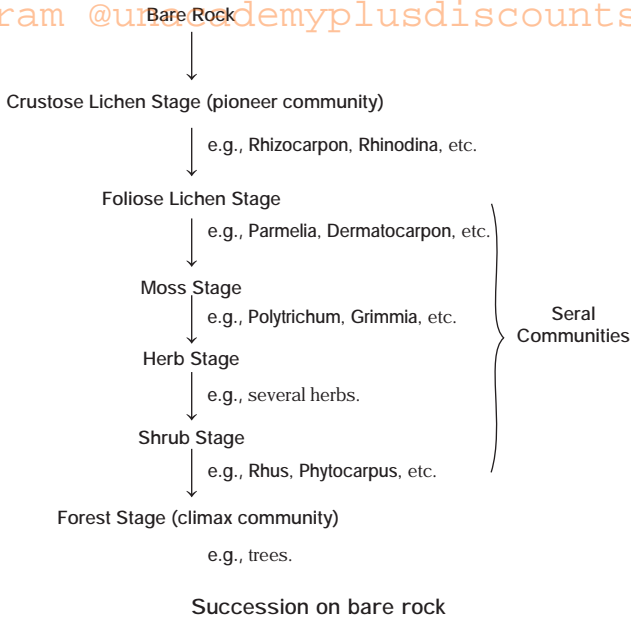 ram @unacademyplusdiscounts
Bare Rock
Crustose Lichen Stage (pioneer community)
e.g., Rhizocarpon, Rhinodina, etc.
Foliose Lichen Stage
e.g., Parmelia, Dermatocarpon, etc.
Moss Stage
e.g., Polytrichum, Grimmia, etc.
Herb Stage
e.g., several herbs.
Shrub Stage
e.g., Rhus, Phytocarpus, etc.
Seral
Communities
Forest Stage (climax community)
e.g., trees.
Succession on bare rock